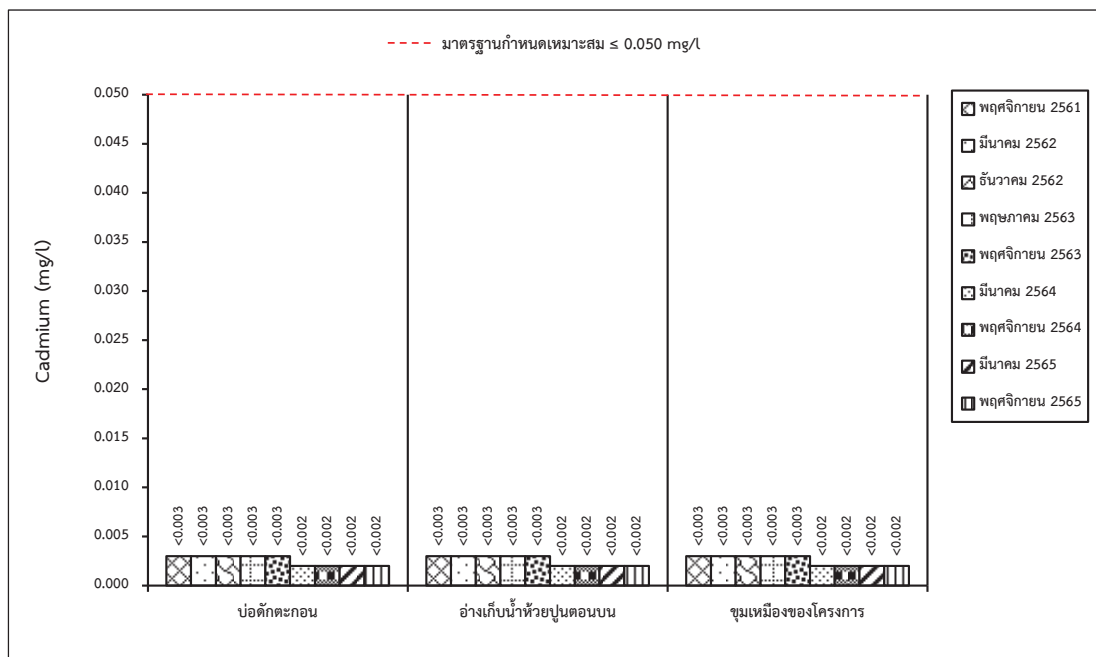 มาตรฐานกำหนดเหมาะสม ≤ 0.050 mg/l
Cadmium (mg/l)
0.050
0.045
0.040
0.035
0.030
0.025
0.020
0.015
0.010
0.005
0.000
<0.003 <0.003 <0.003 <0.003 <0.003 <0.002 <0.002 <0.002 <0.002
<0.003 <0.003 <0.003 <0.003 <0.003 <0.002 <0.002 <0.002 <0.002
<0.003 <0.003 <0.003 <0.003 <0.003 <0.002 <0.002 <0.002 <0.002
บ่อดักตะกอน
อ่างเก็บน้ำห้วยปูนตอนบน
ขุมเหมืองของโครงการ
พฤศจิกายน 2561
มีนาคม 2562
ธันวาคม 2562
พฤษภาคม 2563
พฤศจิกายน 2563
มีนาคม 2564
พฤศจิกายน 2564
มีนาคม 2565
พฤศจิกายน 2565